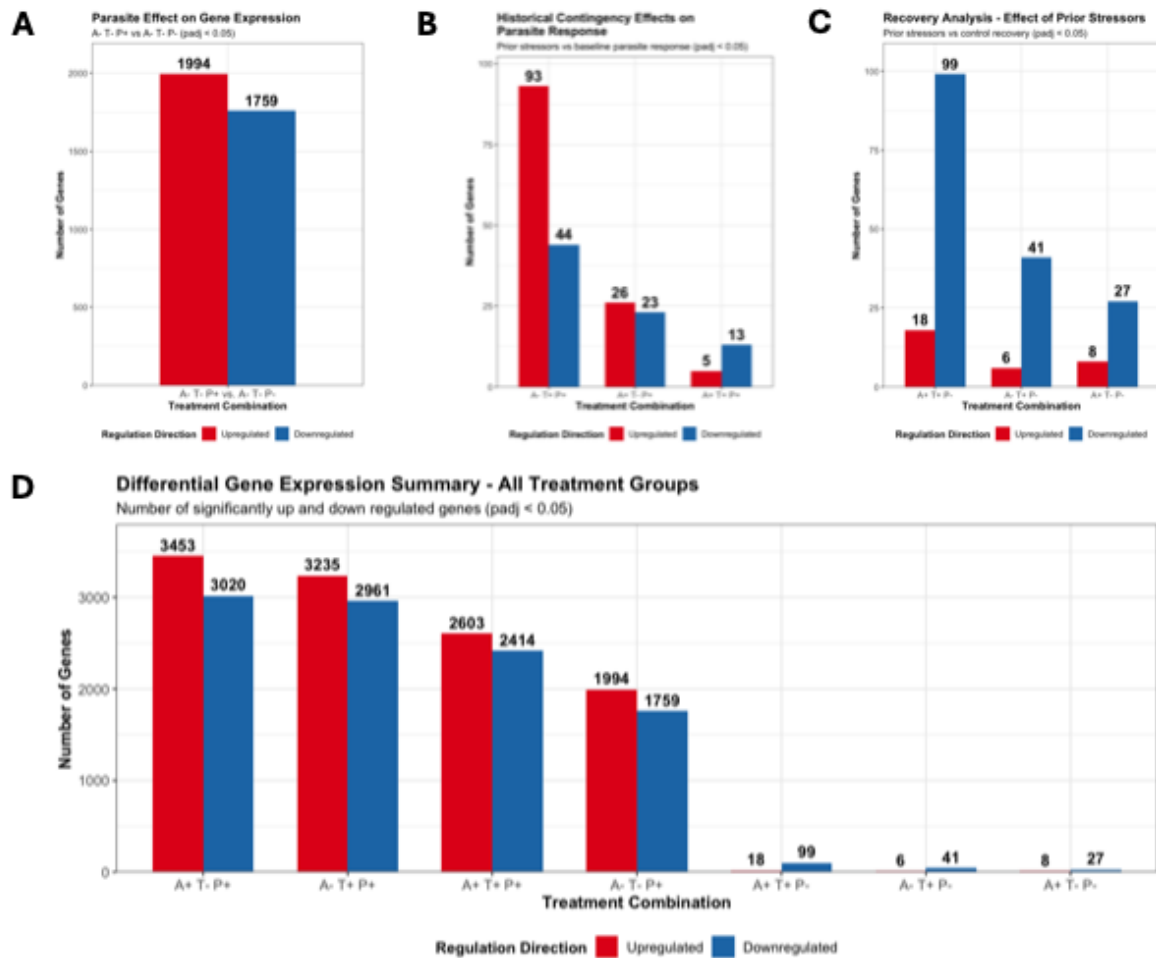 A
Parasite Effect on Gene Expression
A- T- P+ vs A- T- P- (padj < 0.05)
Number of Genes
2000
1500
1000
500
0
1994
1759
A- T- P+ vs. A- T- P-
Treatment Combination
Regulation Direction Upregulated Downregulated
B
Historical Contingency Effects on
Parasite Response
Prior stressors vs baseline parasite response (padj < 0.05)
Number of Genes
100
75
50
25
0
93
44
26
23
5
13
A- T+ P+ A+ T- P+ A+ T+ P+
Treatment Combination
Regulation Direction Upregulated Downregulated
C
Recovery Analysis - Effect of Prior Stressors
Prior stressors vs control recovery (padj < 0.05)
Number of Genes
100
75
50
25
0
18
99
6
41
8
27
A+ T+ P- A- T+ P- A+ T- P-
Treatment Combination
Regulation Direction Upregulated Downregulated
D
Differential Gene Expression Summary - All Treatment Groups
Number of significantly up and down regulated genes (padj < 0.05)
Number of Genes
3000
2000
1000
0
3453
3020
3235
2961
2603
2414
1994
1759
18
99
6
41
8
27
A+ T- P+ A- T+ P+ A+ T+ P+ A- T- P+ A+ T+ P- A- T+ P- A+ T- P-
Treatment Combination
Regulation Direction Upregulated Downregulated